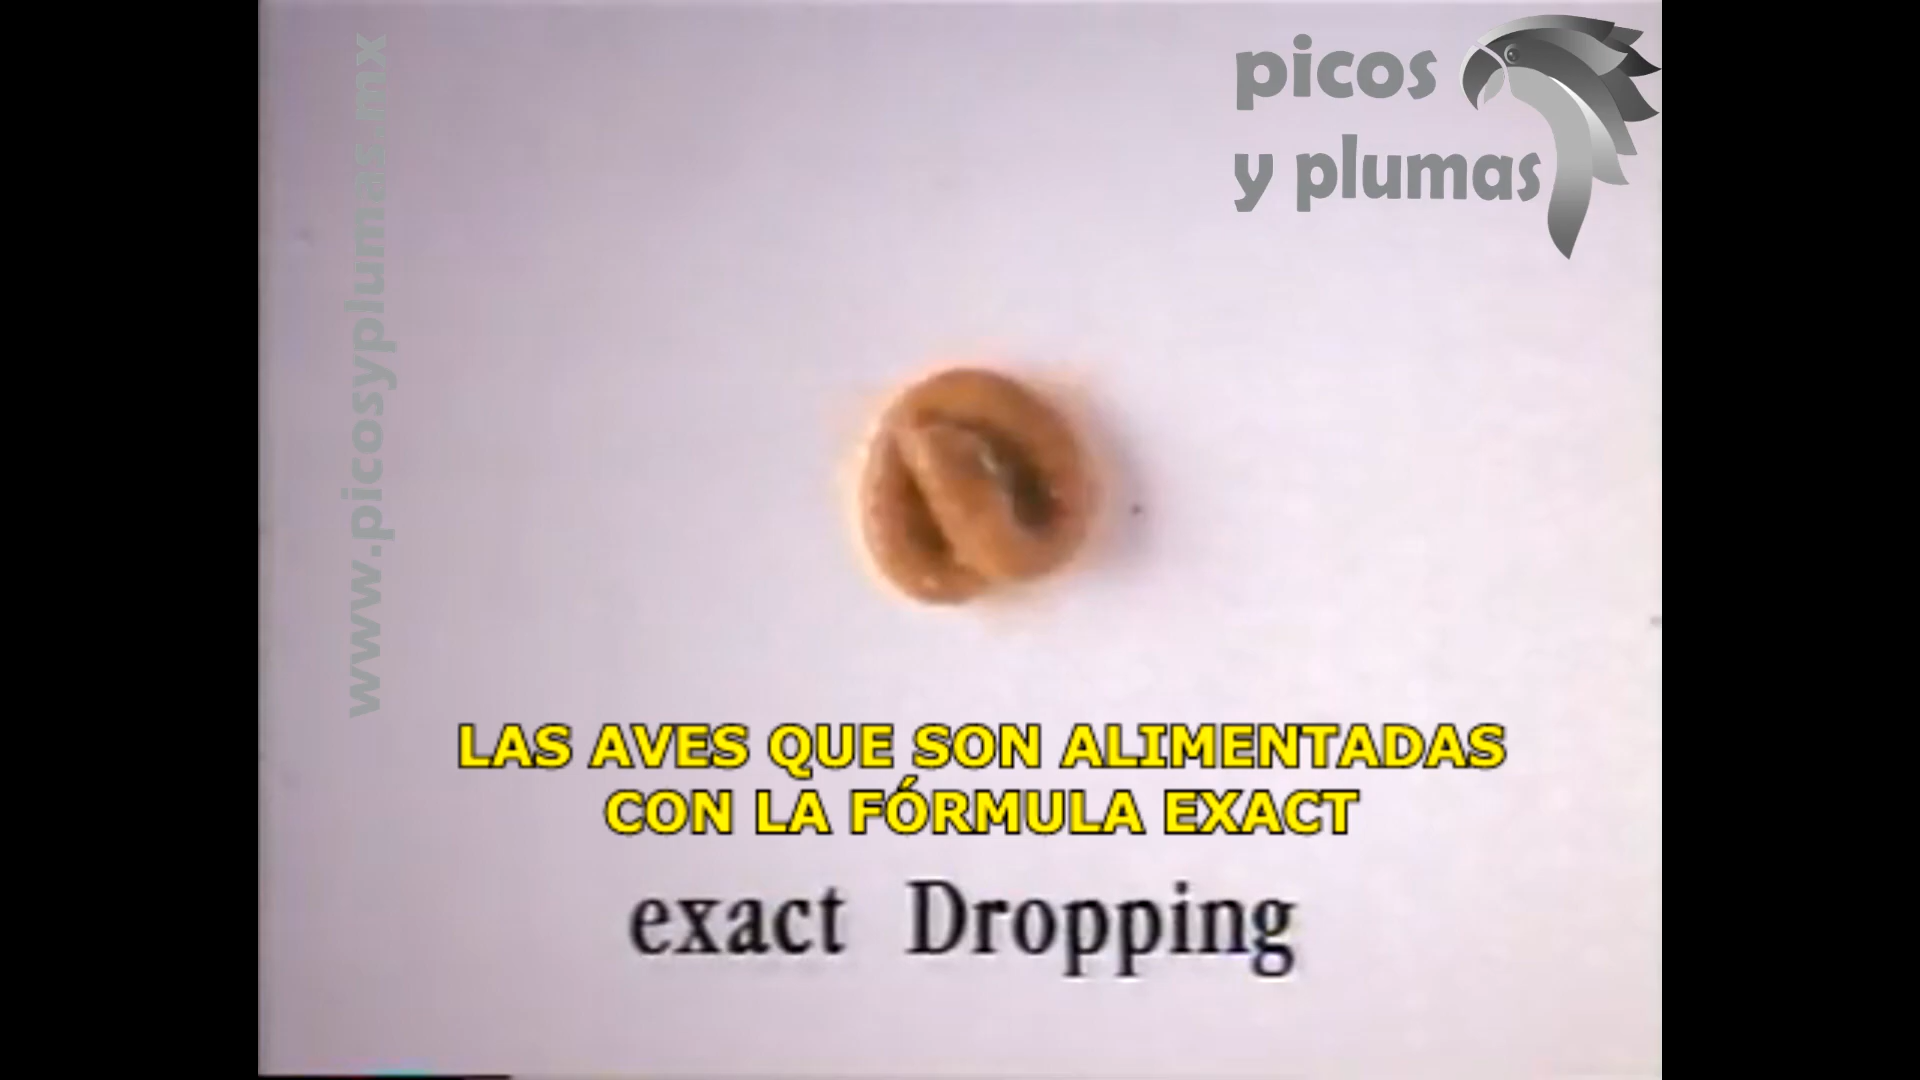 picos
y plumas
www.picosyplumas.mx
LAS AVES QUE SON ALIMENTADAS
CON LA FÓRMULA EXACT
exact Dropping